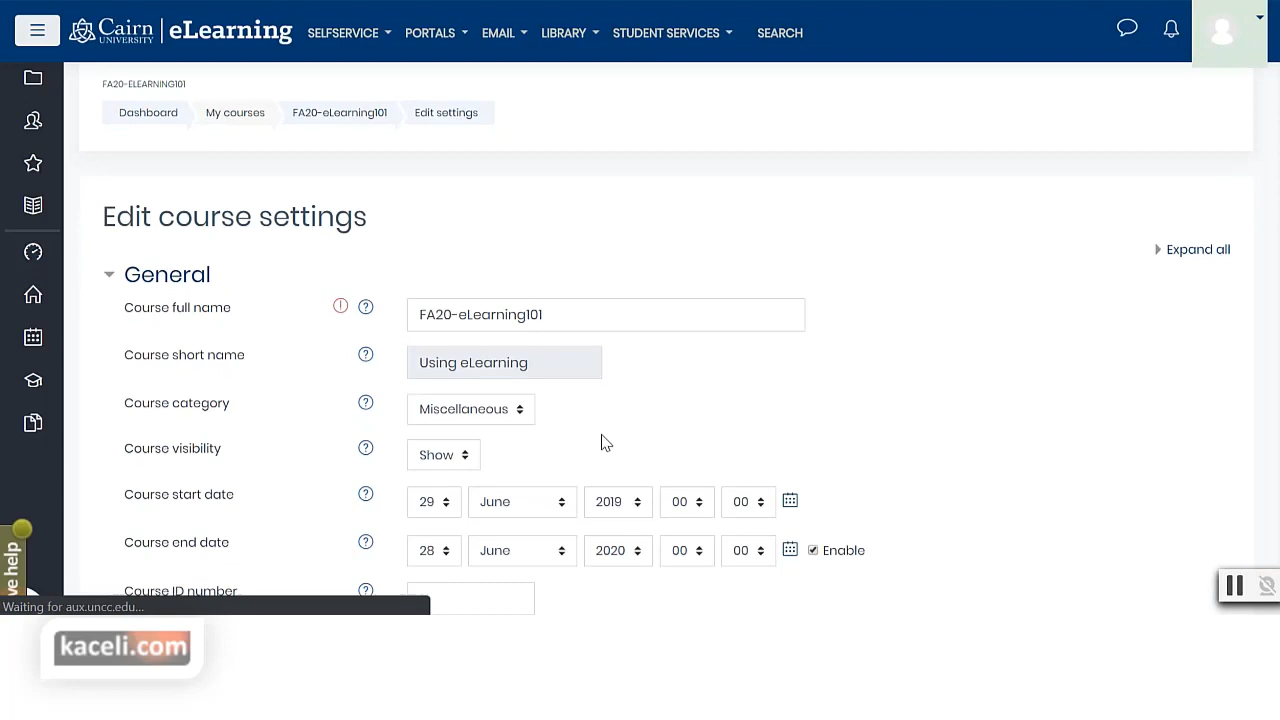 Cairn UNIVERSITY eLearning SELFSERVICE PORTALS EMAIL LIBRARY STUDENT SERVICES SEARCH
FA20-ELEARNING101
Dashboard My courses FA20-eLearning101 Edit settings
Edit course settings
Expand all
General
Course full name ! ? FA20-eLearning101
Course short name ? Using eLearning
Course category ? Miscellaneous
Course visibility ? Show
Course start date ? 29 June 2019 00 00
Course end date ? 28 June 2020 00 00 Enable
Course ID number ?
ve help
Waiting for aux.uncc.edu...
kaceli.com